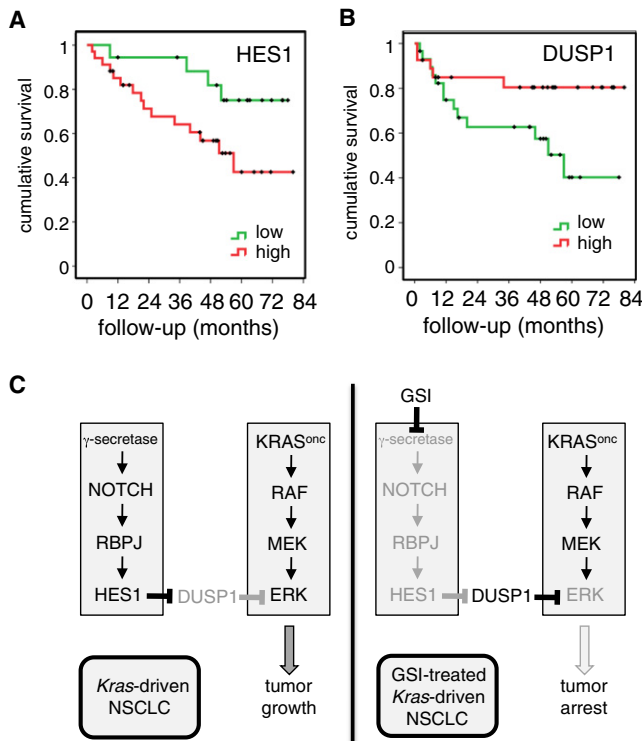 A
HES1
cumulative survival
1
0.8
0.6
0.4
0.2
0
low
high
0 12 24 36 48 60 72 84
follow-up (months)
B
DUSP1
cumulative survival
1
0.8
0.6
0.4
0.2
0
low
high
0 12 24 36 48 60 72 84
follow-up (months)
C
γ-secretase
NOTCH
RBPJ
HES1
DUSP1
KRASonc
RAF
MEK
ERK
Kras-driven
NSCLC
tumor
growth
GSI
γ-secretase
NOTCH
RBPJ
HES1
DUSP1
KRASonc
RAF
MEK
ERK
GSI-treated
Kras-driven
NSCLC
tumor
arrest